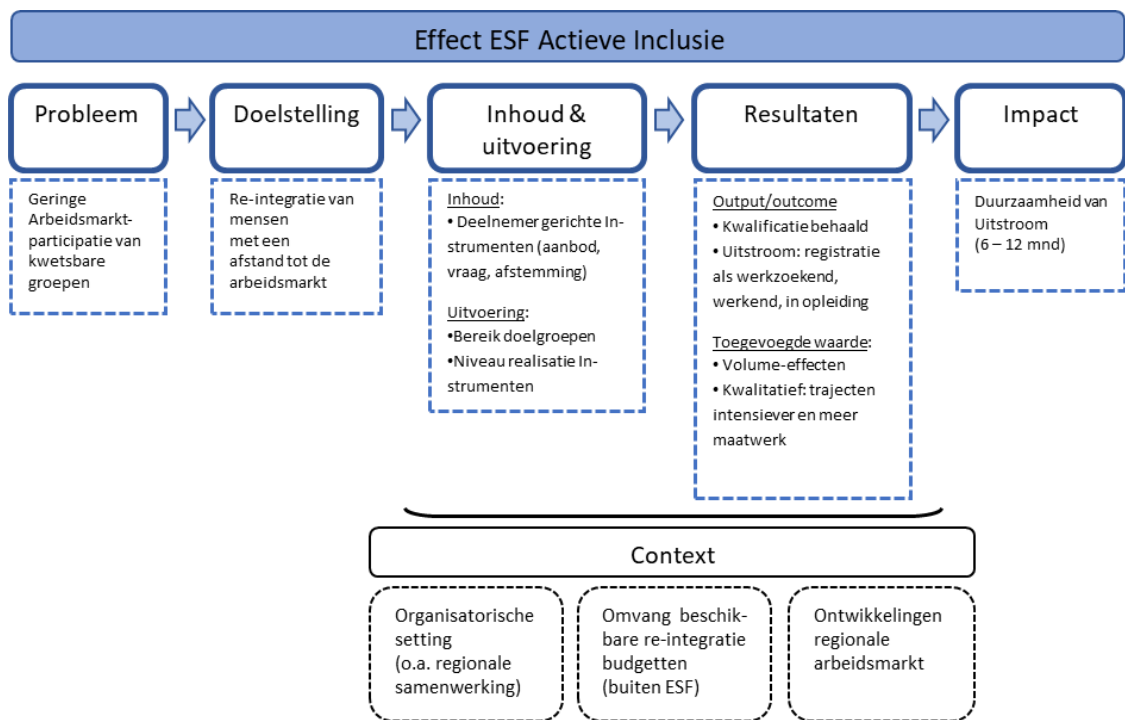 Effect ESF Actieve Inclusie
Probleem
Geringe
Arbeidsmarkt-
participatie van
kwetsbare
groepen
Doelstelling
Re-integratie van
mensen
met een
afstand tot de
arbeidsmarkt
Inhoud &
uitvoering
Inhoud:
• Deelnemer gerichte In-
strumenten (aanbod,
vraag, afstemming)
Uitvoering:
•Bereik doelgroepen
•Niveau realisatie In-
strumenten
Resultaten
Output/outcome
• Kwalificatie behaald
• Uitstroom: registratie
als werkzoekend,
werkend, in opleiding
Toegevoegde waarde:
• Volume-effecten
• Kwalitatief: trajecten
intensiever en meer
maatwerk
Impact
Duurzaamheid van
Uitstroom
(6 – 12 mnd)
Context
Organisatorische
setting
(o.a. regionale
samenwerking)
Omvang beschik-
bare re-integratie
budgetten
(buiten ESF)
Ontwikkelingen
regionale
arbeidsmarkt